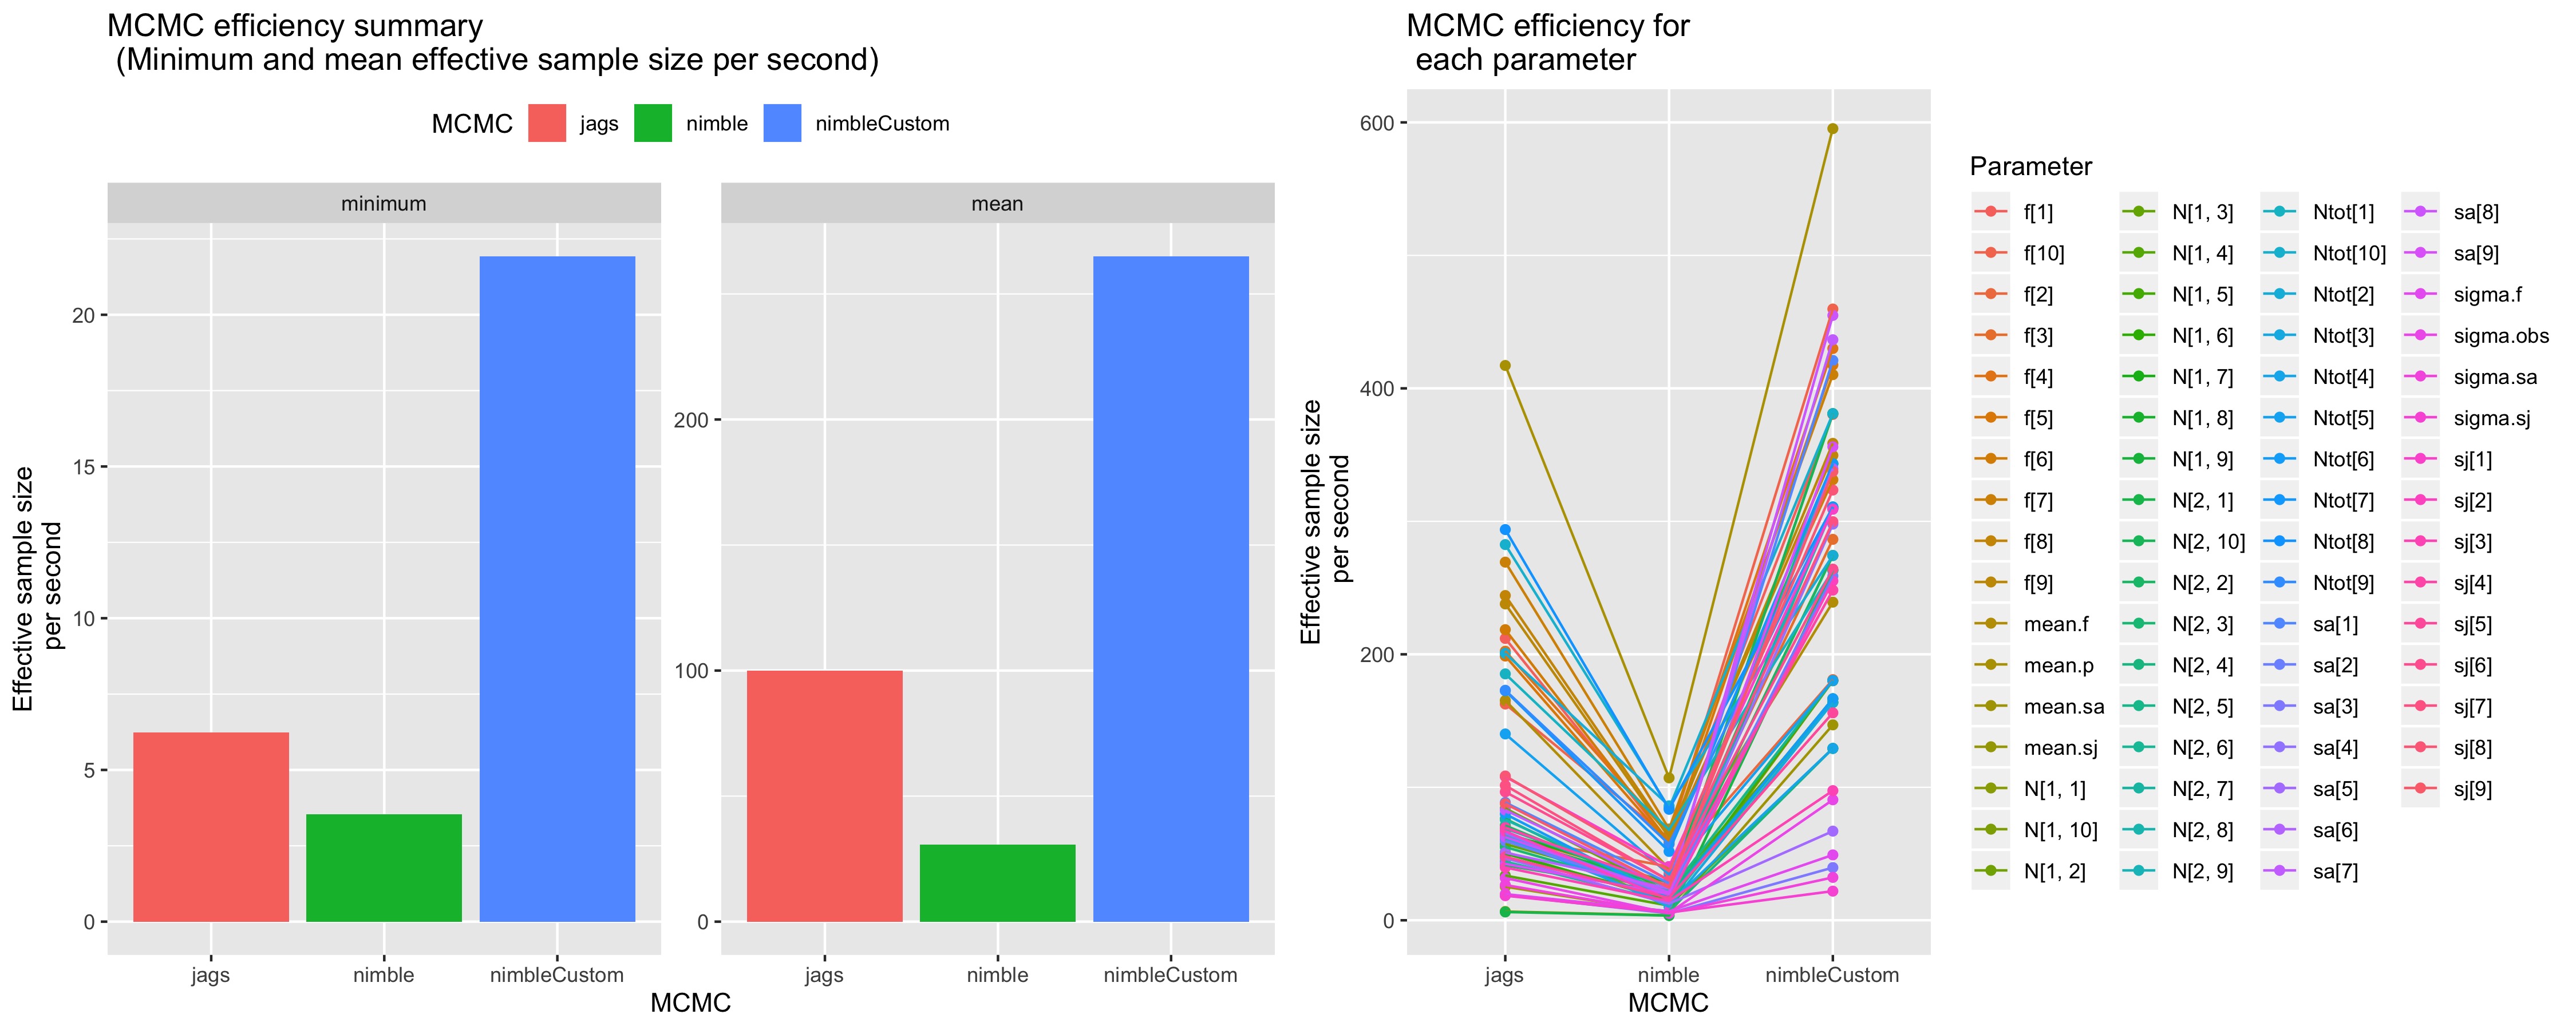 MCMC efficiency summary
(Minimum and mean effective sample size per second)
MCMC jags nimble nimbleCustom
minimum
mean
Effective sample size
per second
20
15
10
5
0
200
100
0
jags nimble nimbleCustom
jags nimble nimbleCustom
MCMC
MCMC efficiency for
each parameter
Effective sample size
per second
600
400
200
0
jags nimble nimbleCustom
MCMC
Parameter
f[1]
f[10]
f[2]
f[3]
f[4]
f[5]
f[6]
f[7]
f[8]
f[9]
mean.f
mean.p
mean.sa
mean.sj
N[1, 1]
N[1, 10]
N[1, 2]
N[1, 3]
N[1, 4]
N[1, 5]
N[1, 6]
N[1, 7]
N[1, 8]
N[1, 9]
N[2, 1]
N[2, 10]
N[2, 2]
N[2, 3]
N[2, 4]
N[2, 5]
N[2, 6]
N[2, 7]
N[2, 8]
N[2, 9]
Ntot[1]
Ntot[10]
Ntot[2]
Ntot[3]
Ntot[4]
Ntot[5]
Ntot[6]
Ntot[7]
Ntot[8]
Ntot[9]
sa[1]
sa[2]
sa[3]
sa[4]
sa[5]
sa[6]
sa[7]
sa[8]
sa[9]
sigma.f
sigma.obs
sigma.sa
sigma.sj
sj[1]
sj[2]
sj[3]
sj[4]
sj[5]
sj[6]
sj[7]
sj[8]
sj[9]